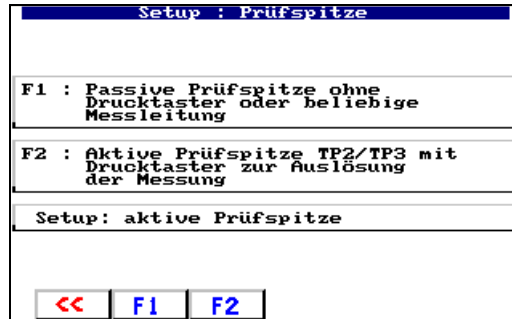 Setup : Prüfspitze
F1 : Passive Prüfspitze ohne
Drucktaster oder beliebige
Messleitung
F2 : Aktive Prüfspitze TP2/TP3 mit
Drucktaster zur Auslösung
der Messung
Setup: aktive Prüfspitze
<< F1 F2